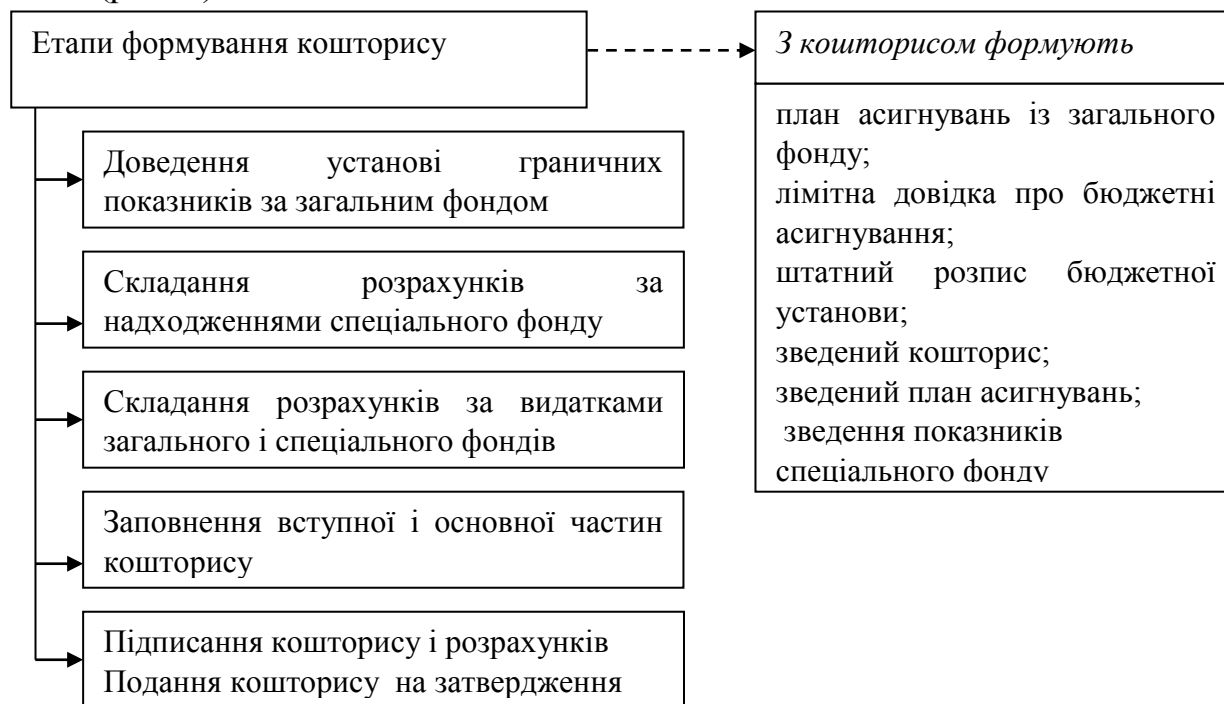 Етапи формування кошторису
З кошторисом формують
план асигнувань із загального
фонду;
лімітна довідка про бюджетні
асигнування;
штатний розпис бюджетної
установи;
зведений кошторис;
зведений план асигнувань;
зведення показників
спеціального фонду
Доведення установі граничних
показників за загальним фондом
Складання розрахунків за
надходженнями спеціального фонду
Складання розрахунків за видатками
загального і спеціального фондів
Заповнення вступної і основної частин
кошторису
Підписання кошторису і розрахунків
Подання кошторису на затвердження